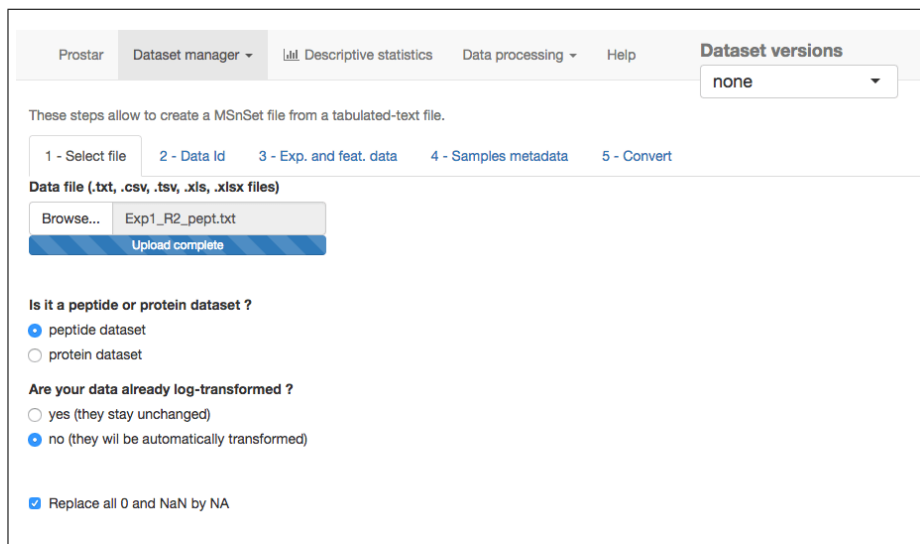 Prostar Dataset manager Descriptive statistics Data processing Help Dataset versions
none
These steps allow to create a MSnSet file from a tabulated-text file.
1 - Select file 2 - Data Id 3 - Exp. and feat. data 4 - Samples metadata 5 - Convert
Data file (.txt, .csv, .tsv, .xls, .xlsx files)
Browse... Exp1_R2_pept.txt
Upload complete
Is it a peptide or protein dataset ?
peptide dataset
protein dataset
Are your data already log-transformed ?
yes (they stay unchanged)
no (they wil be automatically transformed)
Replace all 0 and NaN by NA